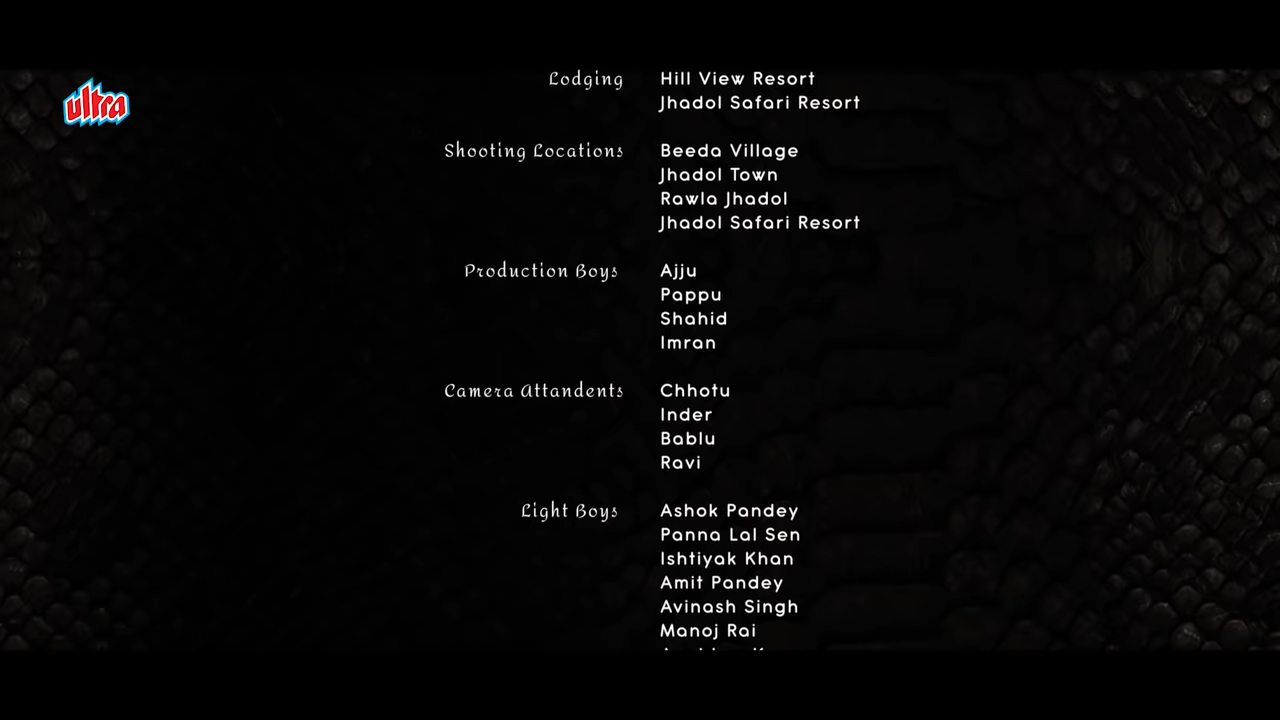 ultra
Lodging Hill View Resort
Jhadol Safari Resort
Shooting Locations Beeda Village
Jhadol Town
Rawla Jhadol
Jhadol Safari Resort
Production Boys Ajju
Pappu
Shahid
Imran
Camera Attandents Chhotu
Inder
Bablu
Ravi
Light Boys Ashok Pandey
Panna Lal Sen
Ishtiyak Khan
Amit Pandey
Avinash Singh
Manoj Rai